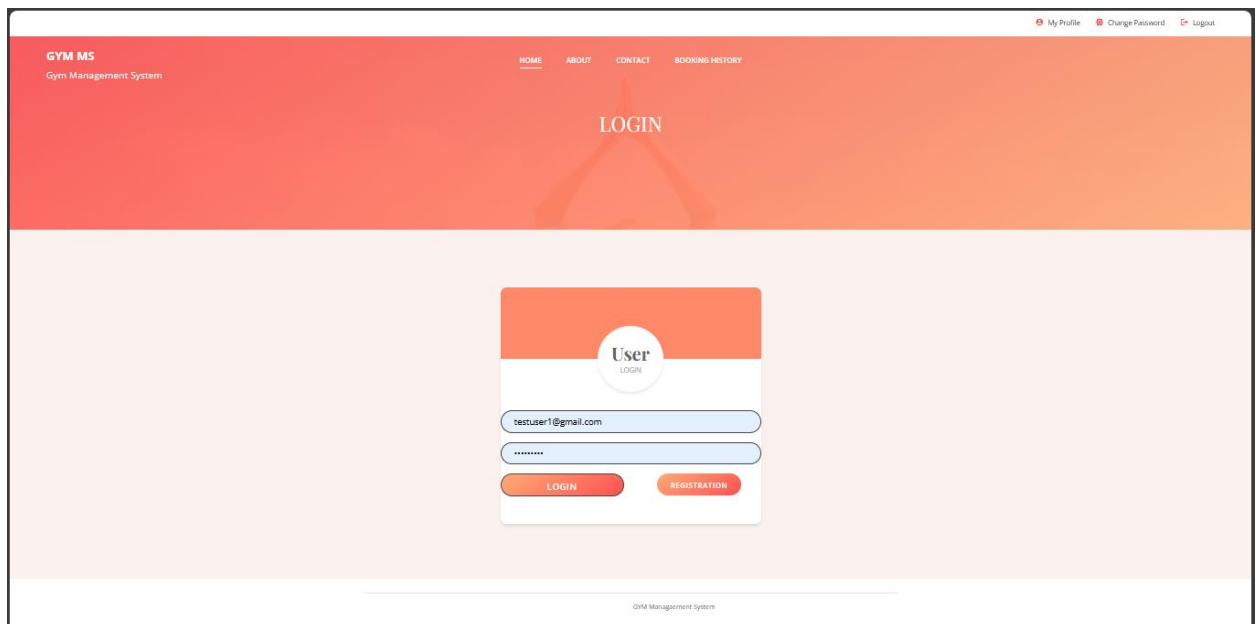 My Profile Change Password Logout
GYM MS
Gym Management System
HOME ABOUT CONTACT BOOKING HISTORY
LOGIN
User
LOGIN
testuser1@gmail.com
•••••••••
LOGIN REGISTRATION
GYM Managaement System